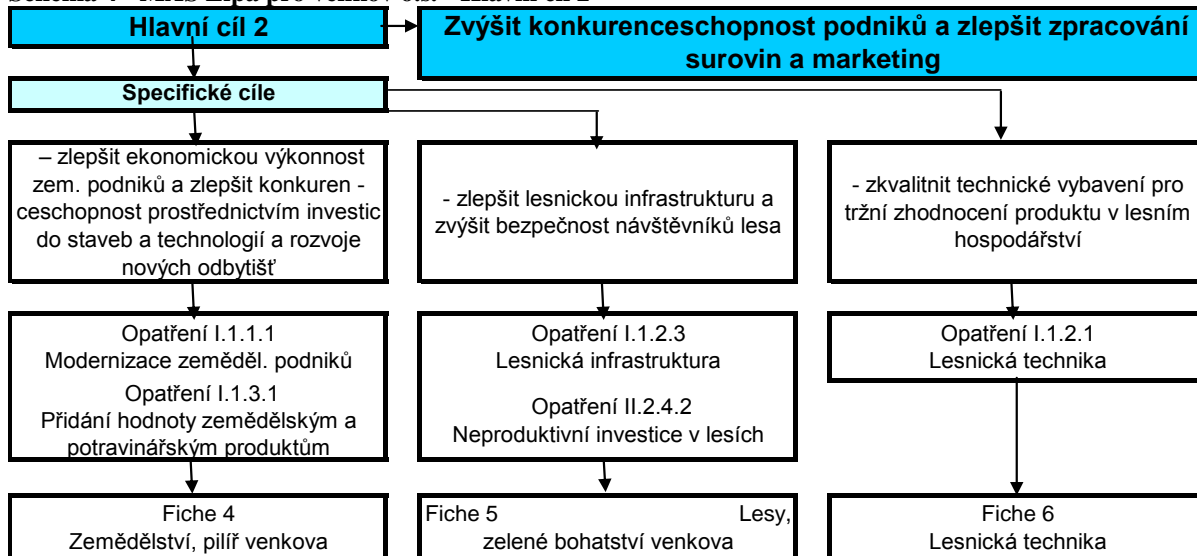 Hlavní cíl 2
Zvýšit konkurenceschopnost podniků a zlepšit zpracování
surovin a marketing
Specifické cíle
– zlepšit ekonomickou výkonnost
zem. podniků a zlepšit konkuren -
ceschopnost prostřednictvím investic
do staveb a technologií a rozvoje
nových odbytišť
- zlepšit lesnickou infrastrukturu a
zvýšit bezpečnost návštěvníků lesa
- zkvalitnit technické vybavení pro
tržní zhodnocení produktu v lesním
hospodářství
Opatření I.1.1.1
Modernizace zeměděl. podniků
Opatření I.1.3.1
Přidání hodnoty zemědělským a
potravinářským produktům
Opatření I.1.2.3
Lesnická infrastruktura
Opatření II.2.4.2
Neproduktivní investice v lesích
Opatření I.1.2.1
Lesnická technika
Fiche 4
Zemědělství, pilíř venkova
Fiche 5 Lesy,
zelené bohatství venkova
Fiche 6
Lesnická technika